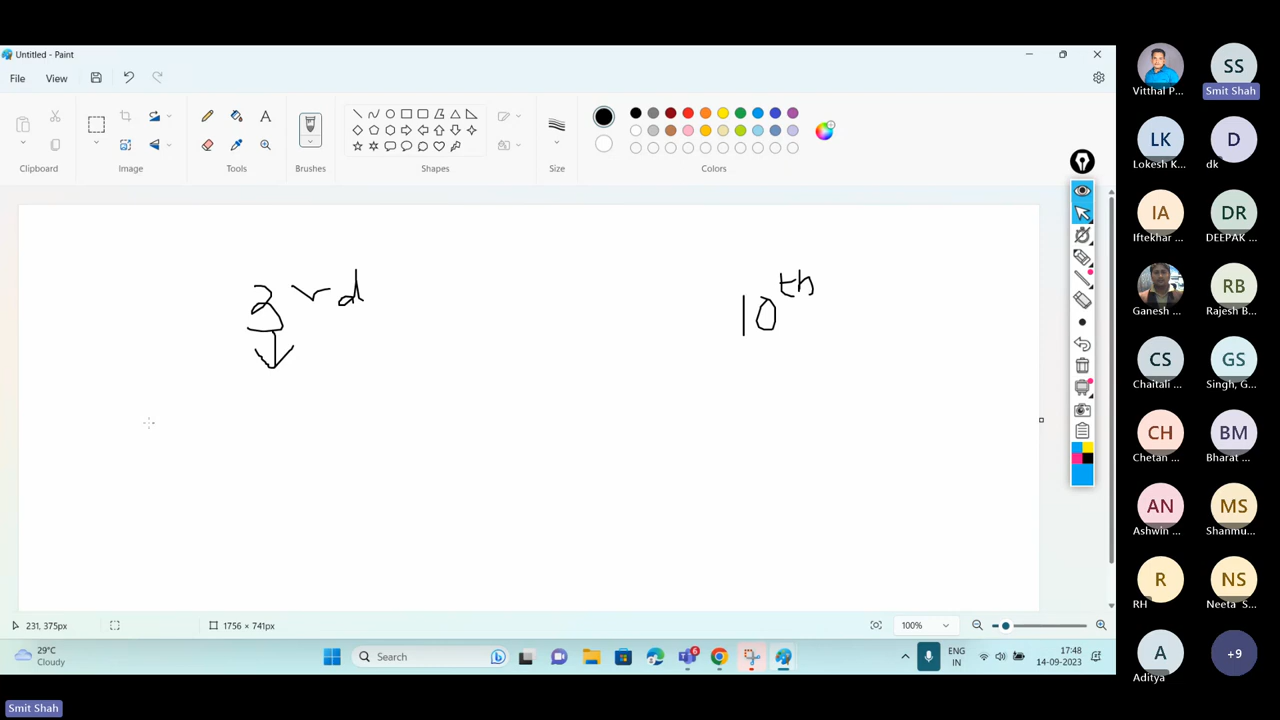 Untitled - Paint
File View
Clipboard Image Tools Brushes Shapes Size Colors
3rd 10th
231, 375px 1756 × 741px 100%
29°C
Cloudy
Search
6
ENG
IN
17:48
14-09-2023
Vitthal P...
SS
Smit Shah
LK
Lokesh K...
D
dk
IA
Iftekhar ...
DR
DEEPAK ...
Ganesh ...
RB
Rajesh B...
CS
Chaitali ...
GS
Singh, G...
CH
Chetan ...
BM
Bharat ...
AN
Ashwin ...
MS
Shanmu...
R
RH
NS
Neeta S...
A
Aditya
+9
Smit Shah